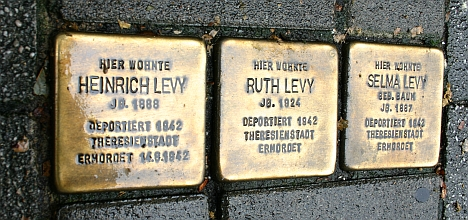 HIER WOHNTE
HEINRICH LEVY
JG. 1888
DEPORTIERT 1942
THERESIENSTADT
ERMORDET 14.9.1942
HIER WOHNTE
RUTH LEVY
JG. 1924
DEPORTIERT 1942
THERESIENSTADT
ERMORDET
HIER WOHNTE
SELMA LEVY
GEB. BAUM
JG. 1887
DEPORTIERT 1942
THERESIENSTADT
ERMORDET